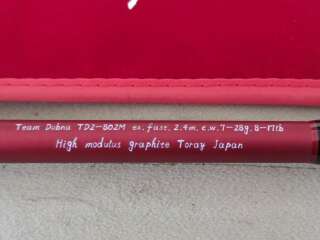 Team Dubna TD2-802M ex. fast. 2.4m. c.w. 7-28g. 8-17lb
High modulus graphite Toray Japan